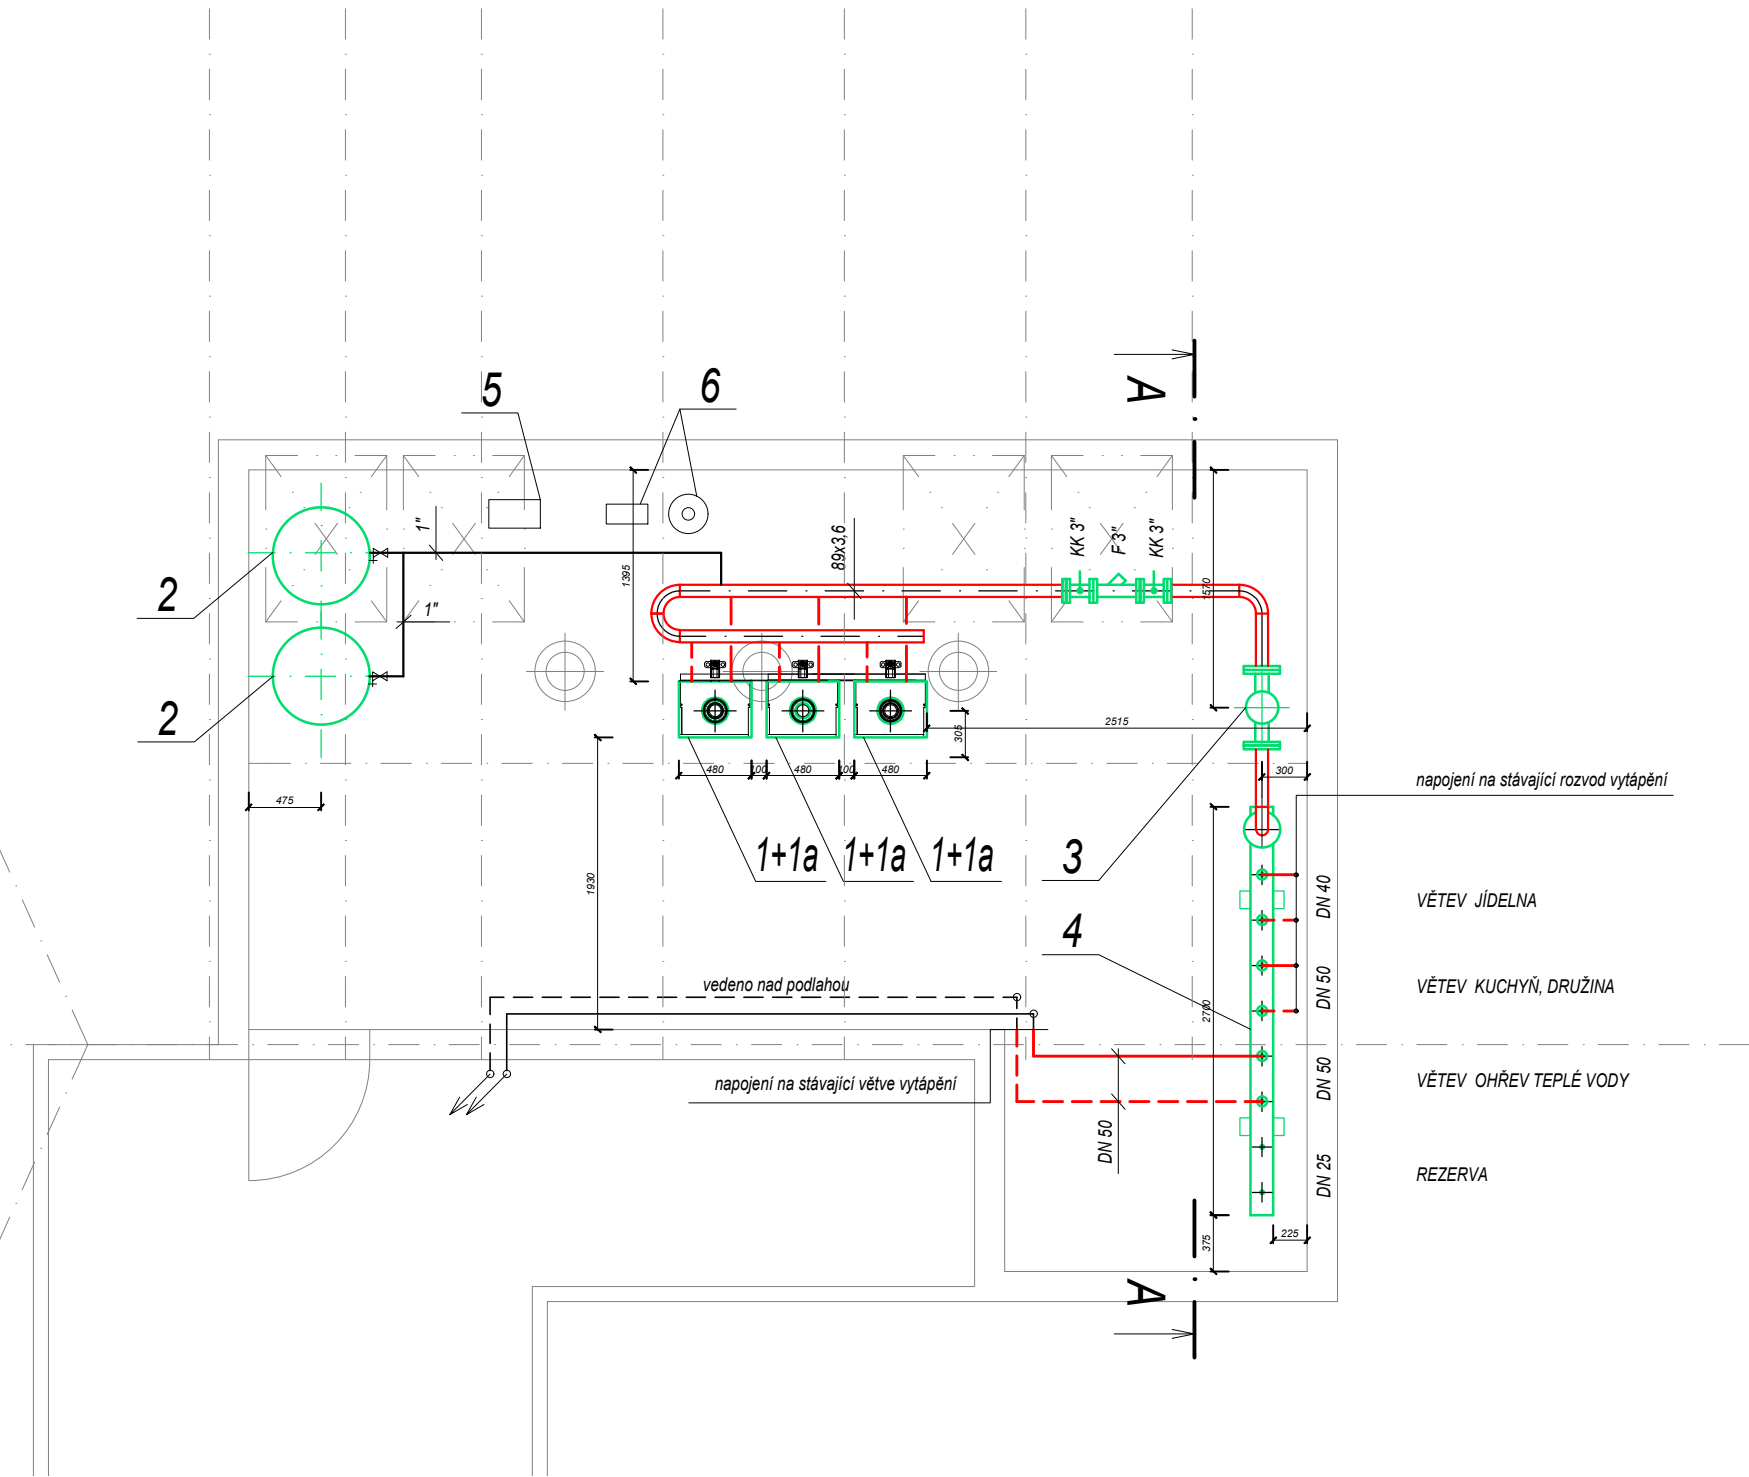 5
6
A
1"
89x3,6
KK 3"
F 3"
KK 3"
1395
1570
2
1"
2
2515
305
480
100
480
100
480
300
475
napojení na stávající rozvod vytápění
1+1a
1+1a
1+1a
3
1930
DN 40
VĚTEV JÍDELNA
4
vedeno nad podlahou
DN 50
VĚTEV KUCHYŇ, DRUŽINA
2700
napojení na stávající větve vytápění
DN 50
VĚTEV OHŘEV TEPLÉ VODY
DN 50
DN 25
REZERVA
375
225
A